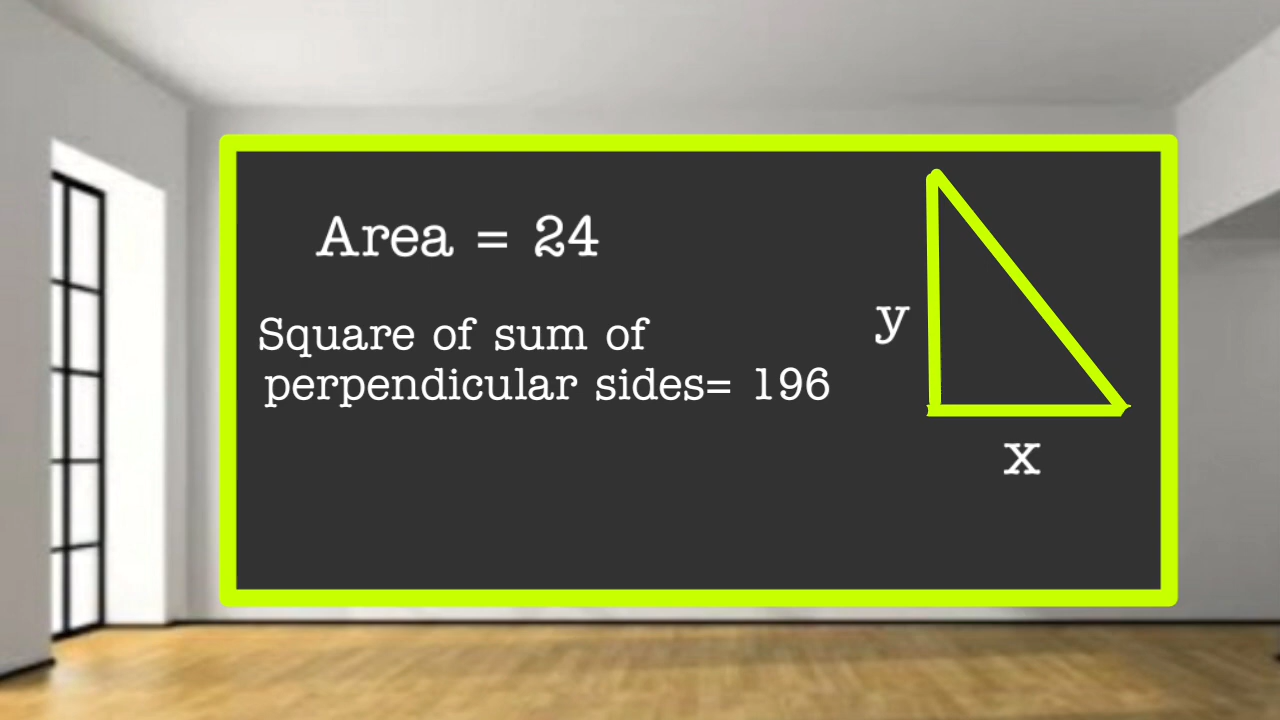 Area = 24
Square of sum of
perpendicular sides= 196
y
x